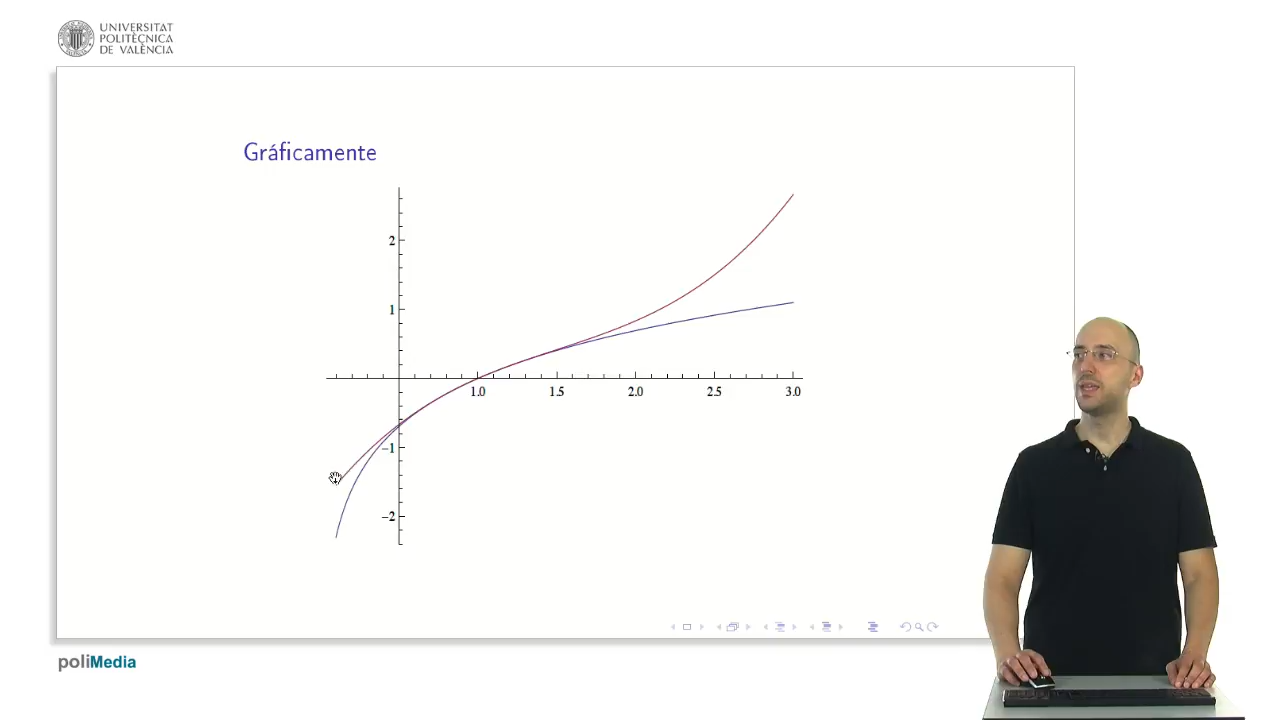 UNIVERSITAT
POLITÈCNICA
DE VALÈNCIA
Gráficamente
2
1
1.0 1.5 2.0 2.5 3.0
−1
−2
poliMedia